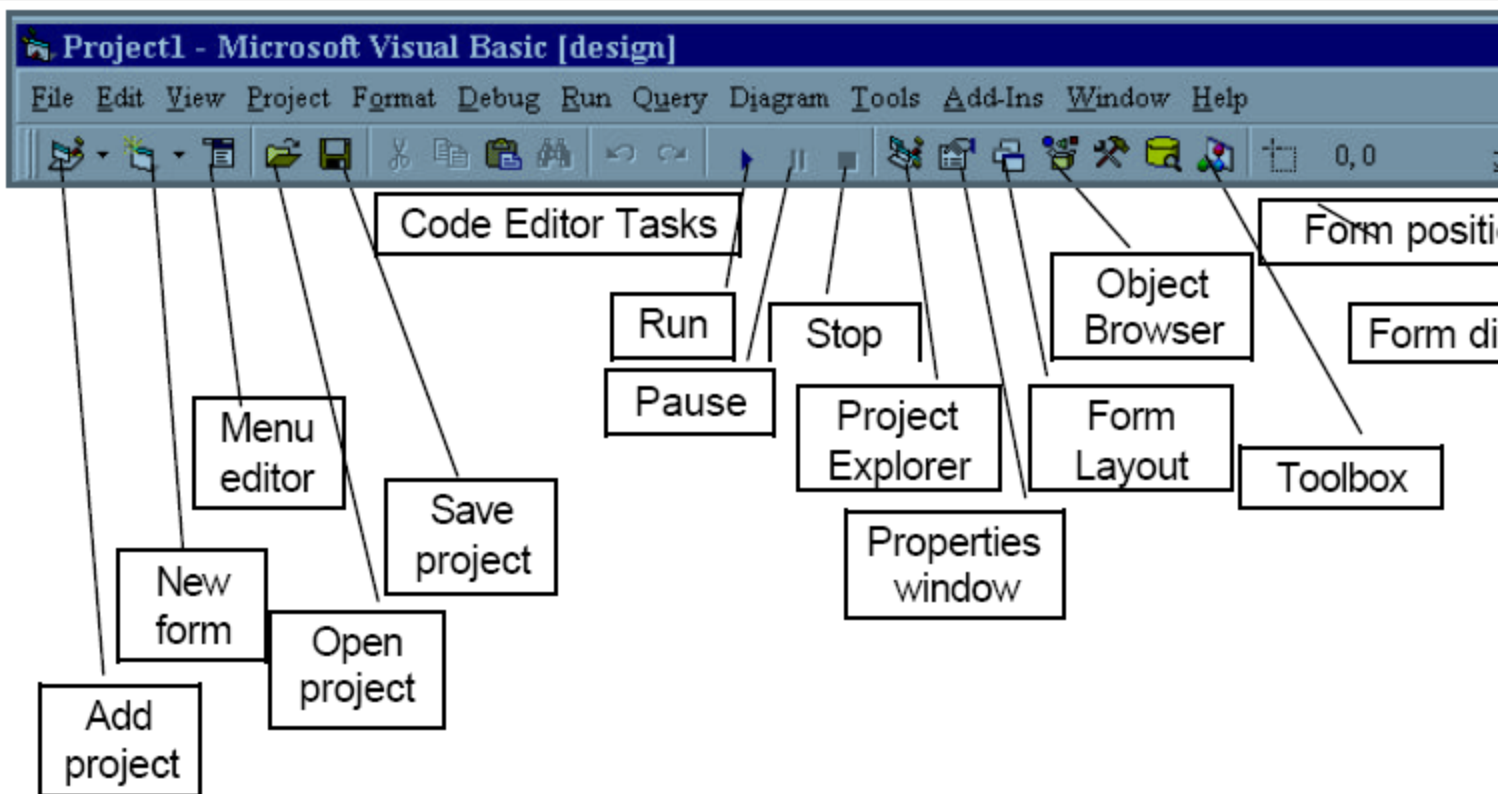 Project1 - Microsoft Visual Basic [design]
File Edit View Project Format Debug Run Query Diagram Tools Add-Ins Window Help
0,0
Code Editor Tasks
Form positi
Object
Browser
Run
Stop
Form di
Pause
Menu
editor
Project
Explorer
Form
Layout
Toolbox
Save
project
Properties
window
New
form
Open
project
Add
project